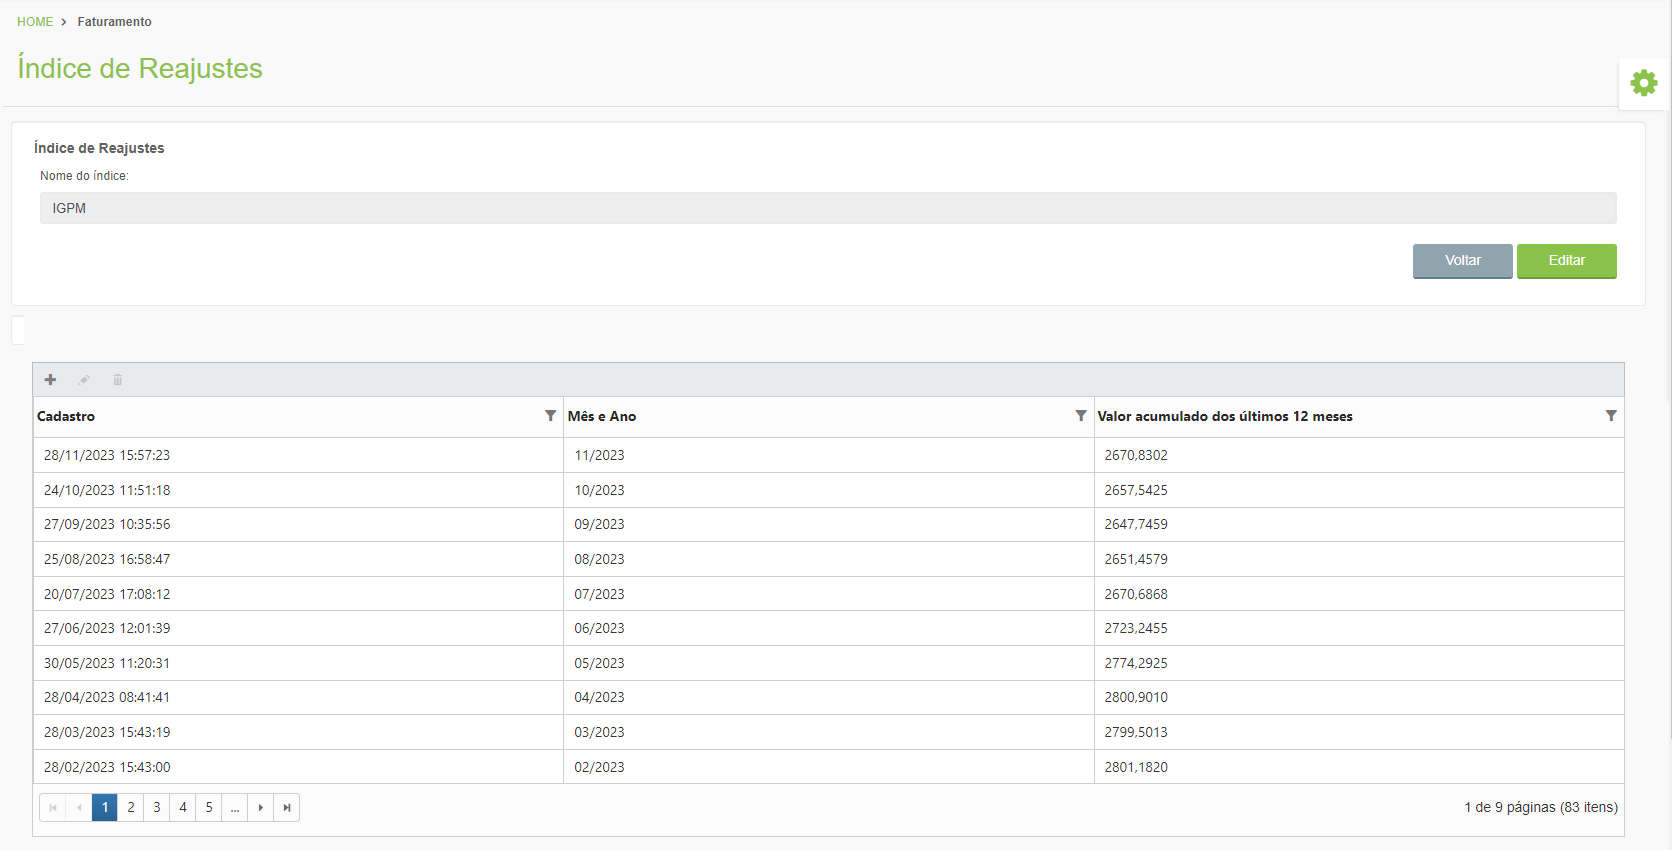 HOME > Faturamento
Índice de Reajustes
Índice de Reajustes
Nome do índice:
IGPM
Voltar Editar
Cadastro Mês e Ano Valor acumulado dos últimos 12 meses
28/11/2023 15:57:23 11/2023 2670,8302
24/10/2023 11:51:18 10/2023 2657,5425
27/09/2023 10:35:56 09/2023 2647,7459
25/08/2023 16:58:47 08/2023 2651,4579
20/07/2023 17:08:12 07/2023 2670,6868
27/06/2023 12:01:39 06/2023 2723,2455
30/05/2023 11:20:31 05/2023 2774,2925
28/04/2023 08:41:41 04/2023 2800,9010
28/03/2023 15:43:19 03/2023 2799,5013
28/02/2023 15:43:00 02/2023 2801,1820
1 2 3 4 5 ... 1 de 9 páginas (83 itens)